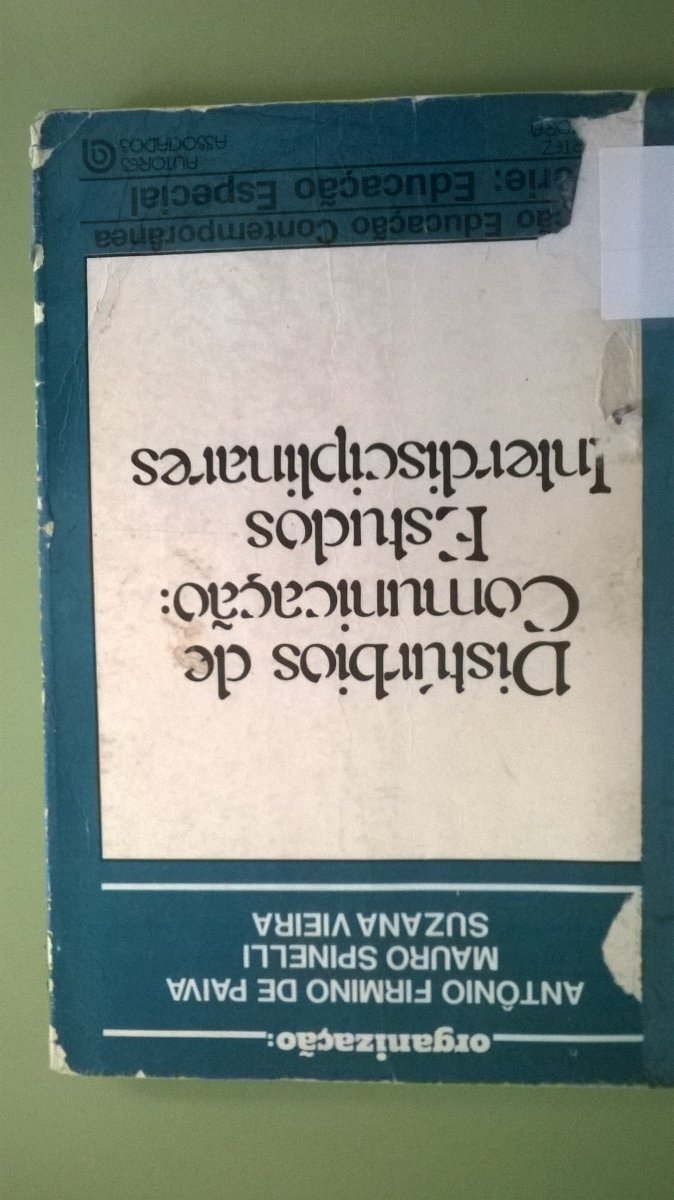 organização:
ANTÔNIO FIRMINO DE PAIVA
MAURO SPINELLI
SUZANA VIEIRA
Distúrbios de
Comunicação:
Estudos
Interdisciplinares
Educação Contemporânea
Educação Especial
AUTORES
ASSOCIADOS